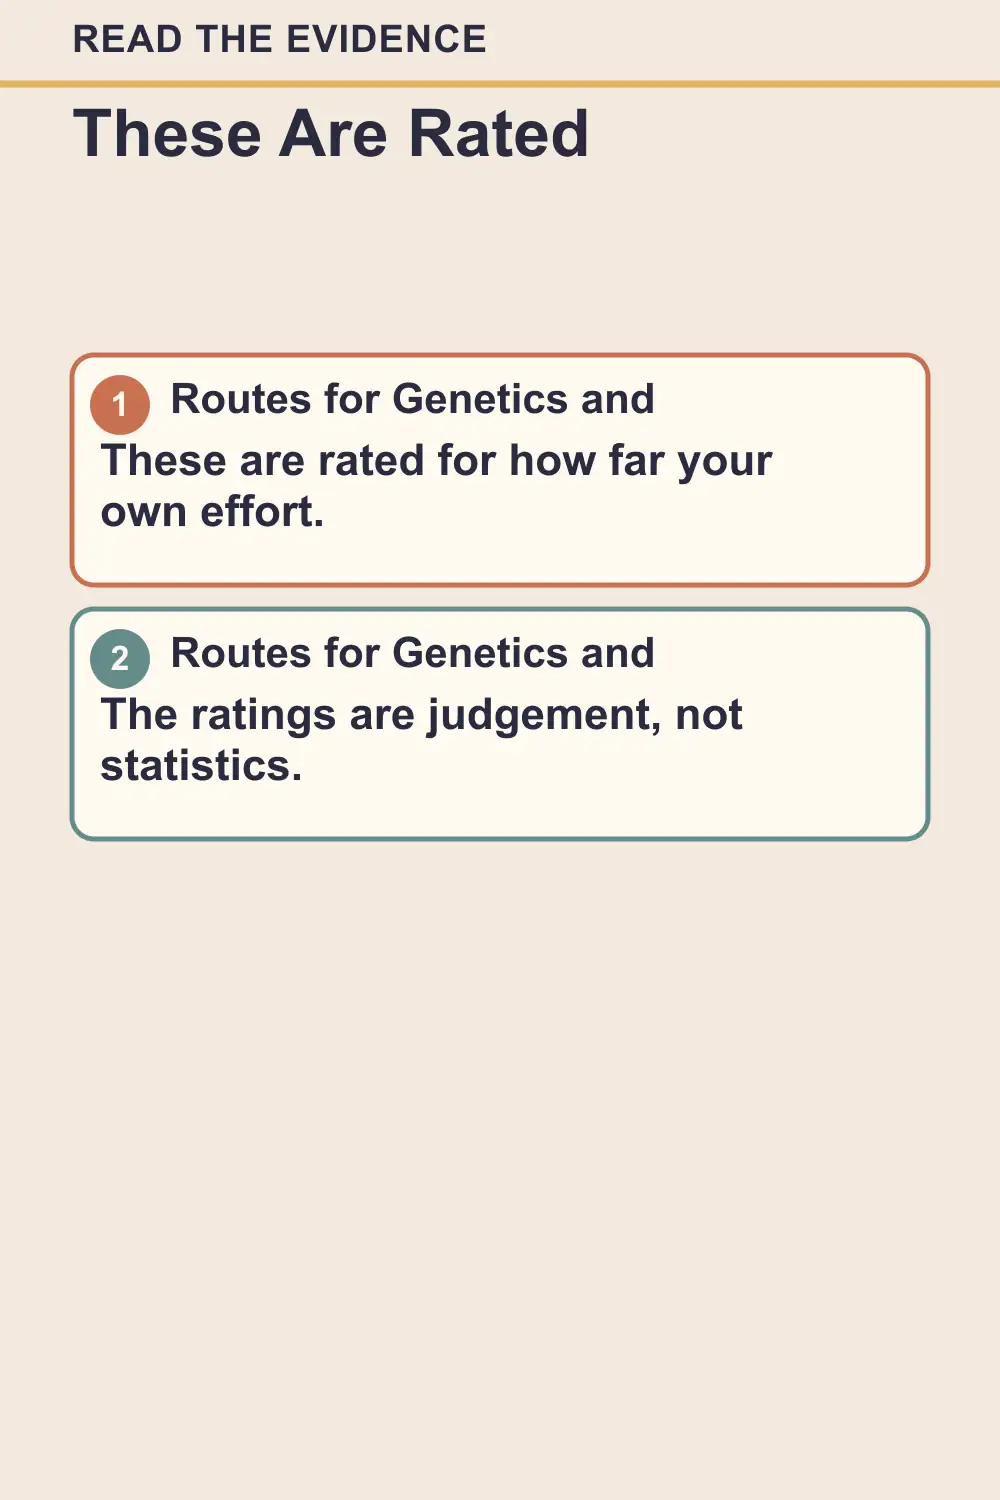 READ THE EVIDENCE
These Are Rated
1 Routes for Genetics and
These are rated for how far your
own effort.
2 Routes for Genetics and
The ratings are judgement, not
statistics.